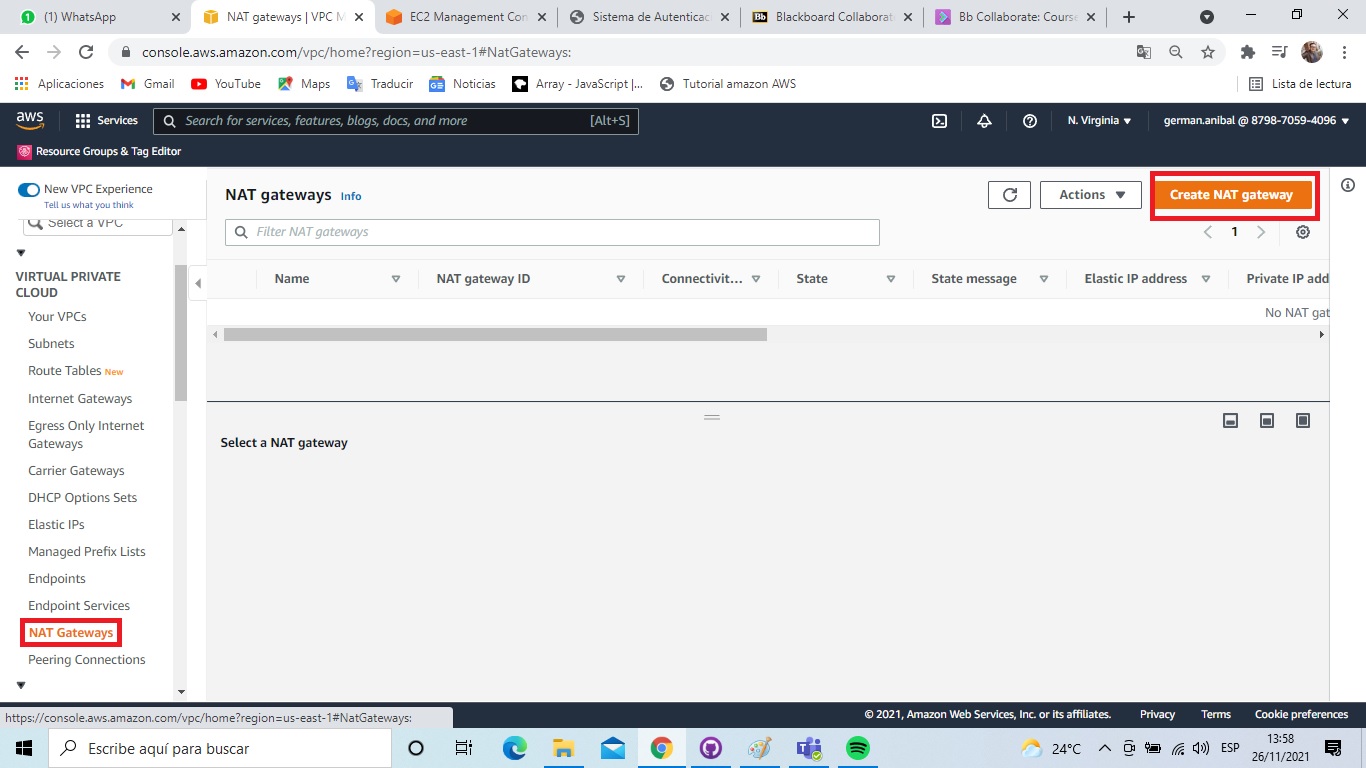 (1) WhatsApp
NAT gateways | VPC M
EC2 Management Con
Sistema de Autenticac
Blackboard Collaborat
Bb Collaborate: Course
console.aws.amazon.com/vpc/home?region=us-east-1#NatGateways:
Aplicaciones
Gmail
YouTube
Maps
Traducir
Noticias
Array - JavaScript |...
Tutorial amazon AWS
Lista de lectura
aws
Services
Search for services, features, blogs, docs, and more
[Alt+S]
N. Virginia
german.anibal @ 8798-7059-4096
Resource Groups & Tag Editor
New VPC Experience
Tell us what you think
Select a VPC
VIRTUAL PRIVATE
CLOUD
Your VPCs
Subnets
Route Tables New
Internet Gateways
Egress Only Internet
Gateways
Carrier Gateways
DHCP Options Sets
Elastic IPs
Managed Prefix Lists
Endpoints
Endpoint Services
NAT Gateways
Peering Connections
NAT gateways Info
Actions
Create NAT gateway
Filter NAT gateways
1
Name
NAT gateway ID
Connectivit...
State
State message
Elastic IP address
Private IP add
No NAT gat
Select a NAT gateway
https://console.aws.amazon.com/vpc/home?region=us-east-1#NatGateways:
© 2021, Amazon Web Services, Inc. or its affiliates.
Privacy
Terms
Cookie preferences
Escribe aquí para buscar
24°C
ESP
13:58
26/11/2021